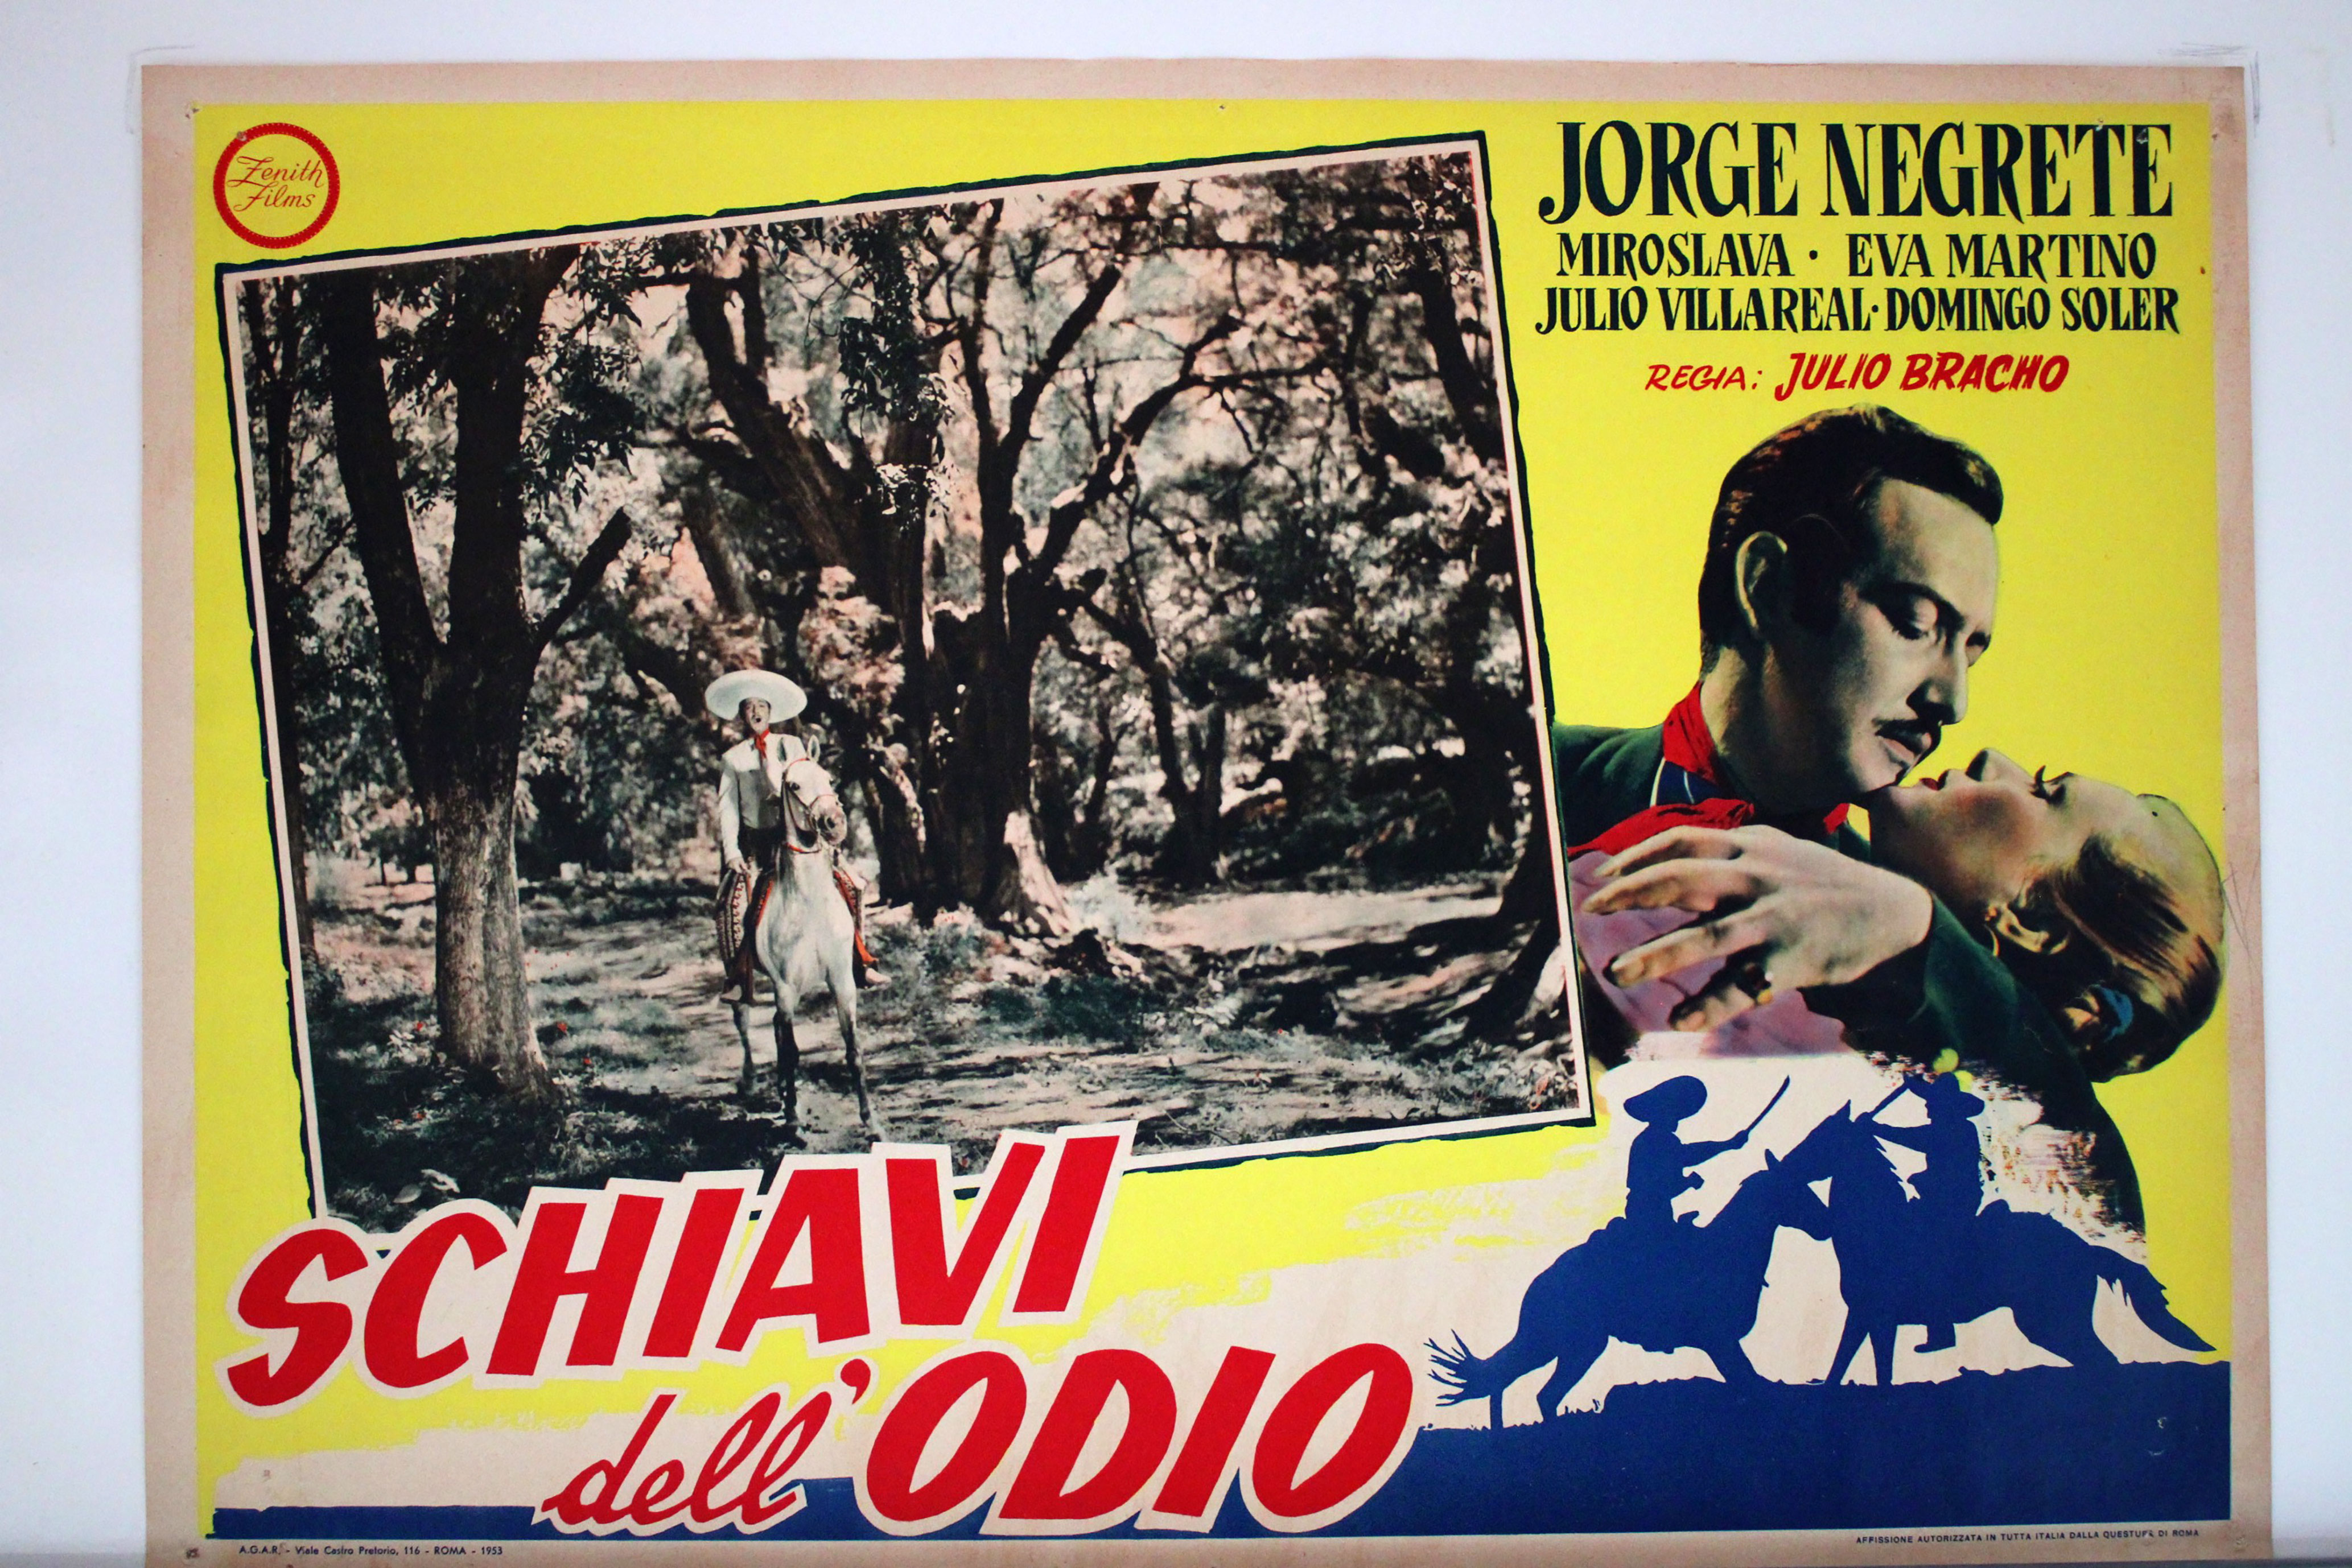 Zenith
Films
JORGE NEGRETE
MIROSLAVA · EVA MARTINO
JULIO VILLAREAL · DOMINGO SOLER
REGIA: JULIO BRACHO
SCHIAVI
dell'ODIO
A.G.A.R. - Viale Castro Pretorio, 116 - ROMA - 1953
AFFISSIONE AUTORIZZATA IN TUTTA ITALIA DALLA QUESTURA DI ROMA